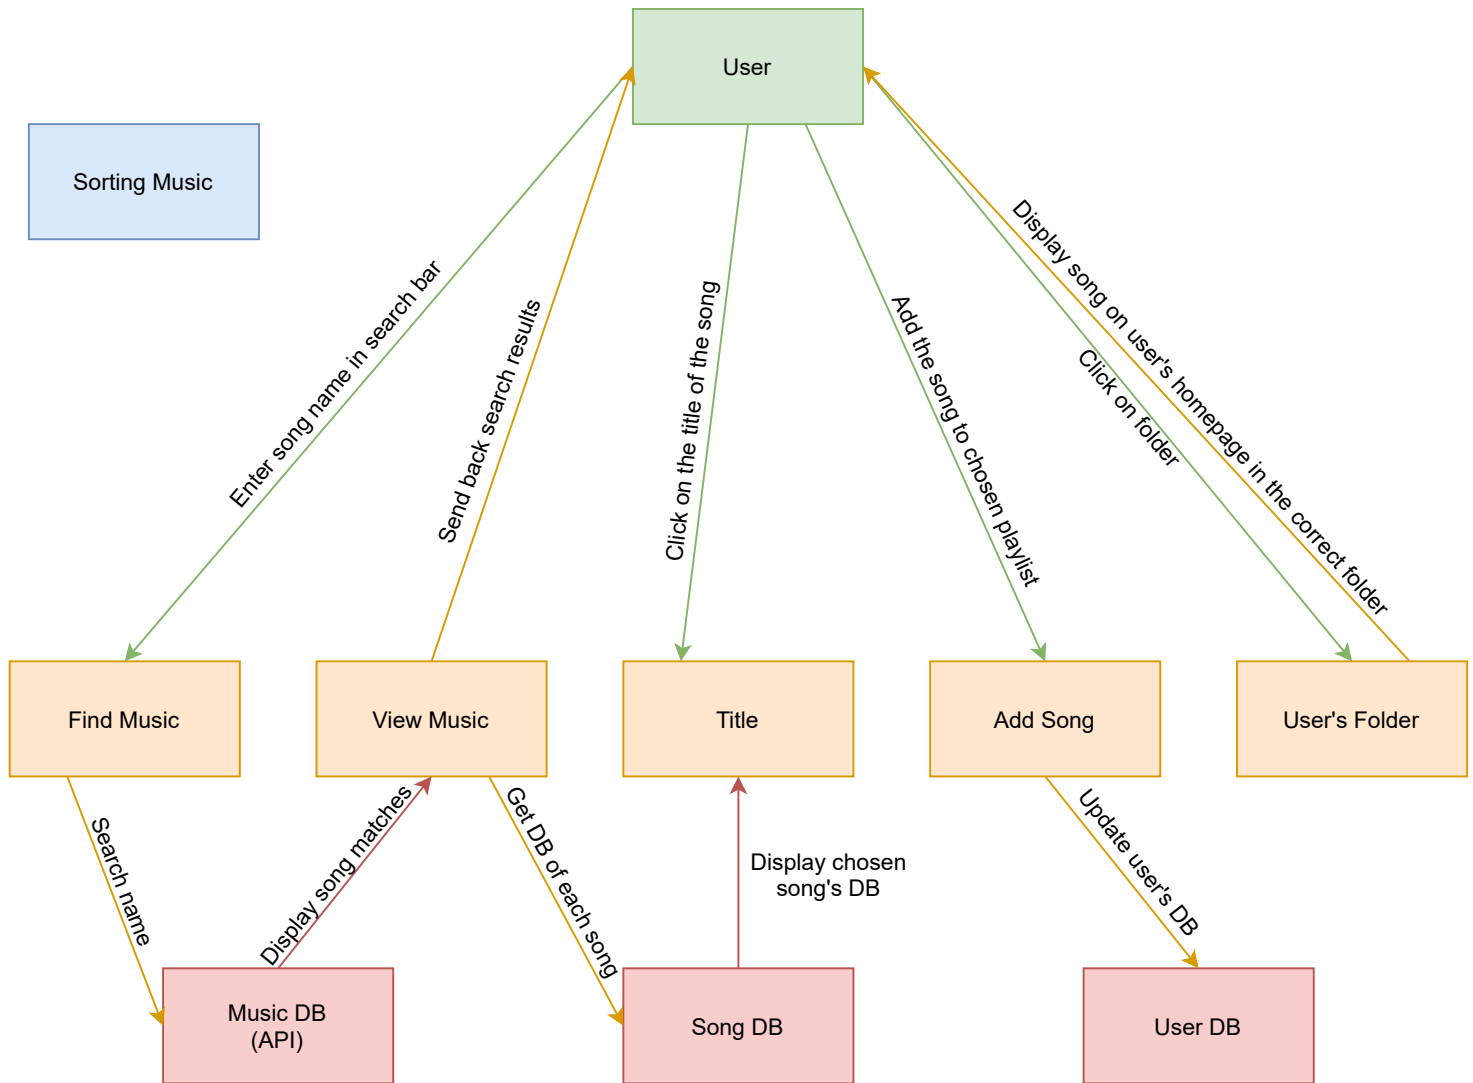 User
Sorting Music
Enter song name in search bar
Send back search results
Click on the title of the song
Add the song to chosen playlist
Click on folder
Display song on user's homepage in the correct folder
Find Music
View Music
Title
Add Song
User's Folder
Search name
Display song matches
Get DB of each song
Display chosen
song's DB
Update user's DB
Music DB
(API)
Song DB
User DB